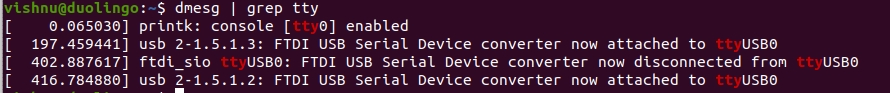 vishnu@duolingo:~$ dmesg | grep tty
[    0.065030] printk: console [tty0] enabled
[  197.459441] usb 2-1.5.1.3: FTDI USB Serial Device converter now attached to ttyUSB0
[  402.887617] ftdi_sio ttyUSB0: FTDI USB Serial Device converter now disconnected from ttyUSB0
[  416.784880] usb 2-1.5.1.2: FTDI USB Serial Device converter now attached to ttyUSB0